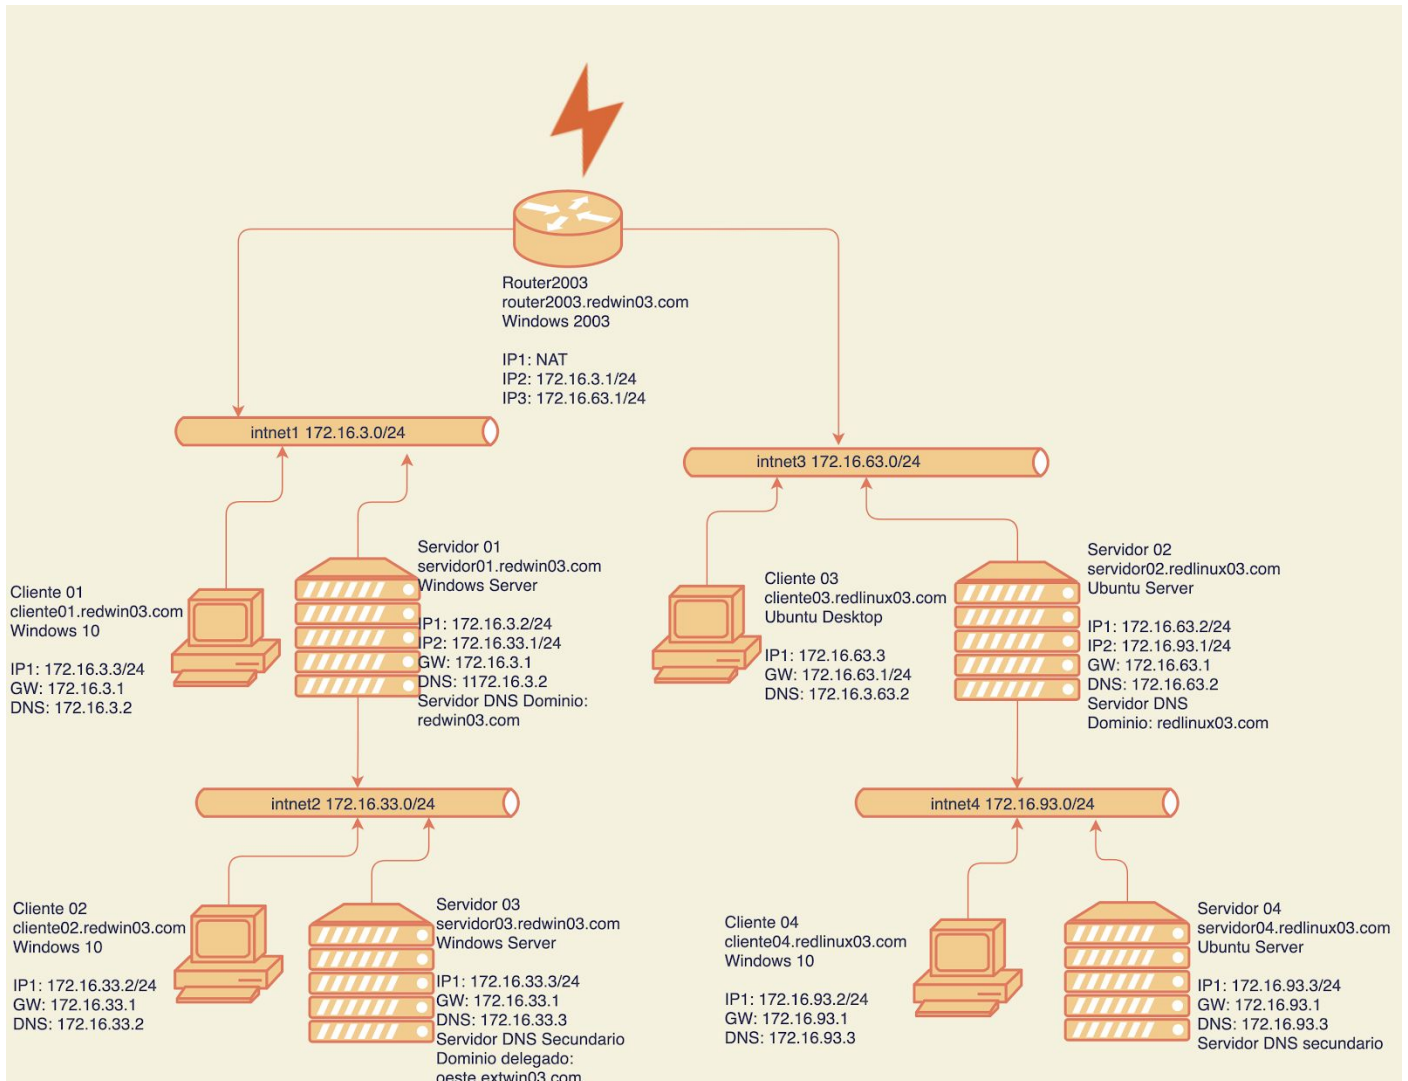 Router2003
router2003.redwin03.com
Windows 2003
IP1: NAT
IP2: 172.16.3.1/24
IP3: 172.16.63.1/24
intnet1 172.16.3.0/24
intnet3 172.16.63.0/24
Cliente 01
cliente01.redwin03.com
Windows 10
IP1: 172.16.3.3/24
GW: 172.16.3.1
DNS: 172.16.3.2
Servidor 01
servidor01.redwin03.com
Windows Server
IP1: 172.16.3.2/24
IP2: 172.16.33.1/24
GW: 172.16.3.1
DNS: 1172.16.3.2
Servidor DNS Dominio:
redwin03.com
Cliente 03
cliente03.redlinux03.com
Ubuntu Desktop
IP1: 172.16.63.3
GW: 172.16.63.1/24
DNS: 172.16.3.63.2
Servidor 02
servidor02.redlinux03.com
Ubuntu Server
IP1: 172.16.63.2/24
IP2: 172.16.93.1/24
GW: 172.16.63.1
DNS: 172.16.63.2
Servidor DNS
Dominio: redlinux03.com
intnet2 172.16.33.0/24
intnet4 172.16.93.0/24
Cliente 02
cliente02.redwin03.com
Windows 10
IP1: 172.16.33.2/24
GW: 172.16.33.1
DNS: 172.16.33.2
Servidor 03
servidor03.redwin03.com
Windows Server
IP1: 172.16.33.3/24
GW: 172.16.33.1
DNS: 172.16.33.3
Servidor DNS Secundario
Dominio delegado:
oeste.extwin03.com
Cliente 04
cliente04.redlinux03.com
Windows 10
IP1: 172.16.93.2/24
GW: 172.16.93.1
DNS: 172.16.93.3
Servidor 04
servidor04.redlinux03.com
Ubuntu Server
IP1: 172.16.93.3/24
GW: 172.16.93.1
DNS: 172.16.93.3
Servidor DNS secundario